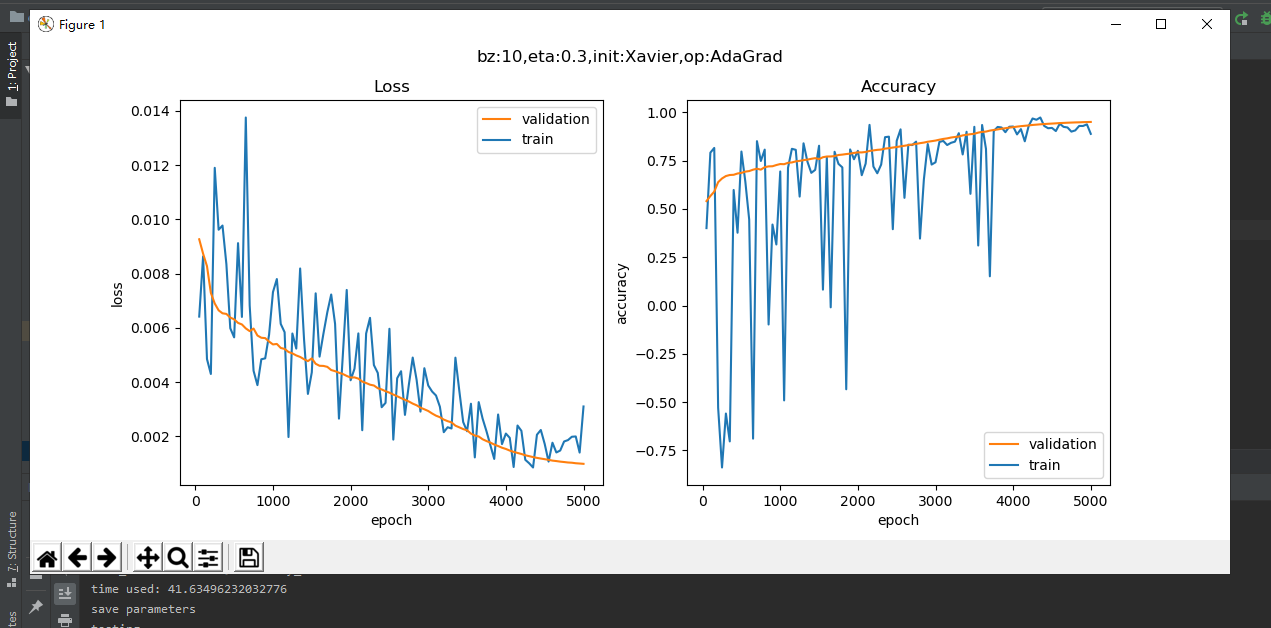 Figure 1
1: Project
bz:10,eta:0.3,init:Xavier,op:AdaGrad
Loss
validation
train
0.014
0.012
0.010
0.008
0.006
0.004
0.002
loss
0
1000
2000
3000
4000
5000
epoch
Accuracy
1.00
0.75
0.50
0.25
0.00
−0.25
−0.50
−0.75
accuracy
validation
train
0
1000
2000
3000
4000
5000
epoch
7: Structure
time used: 41.63496232032776
save parameters